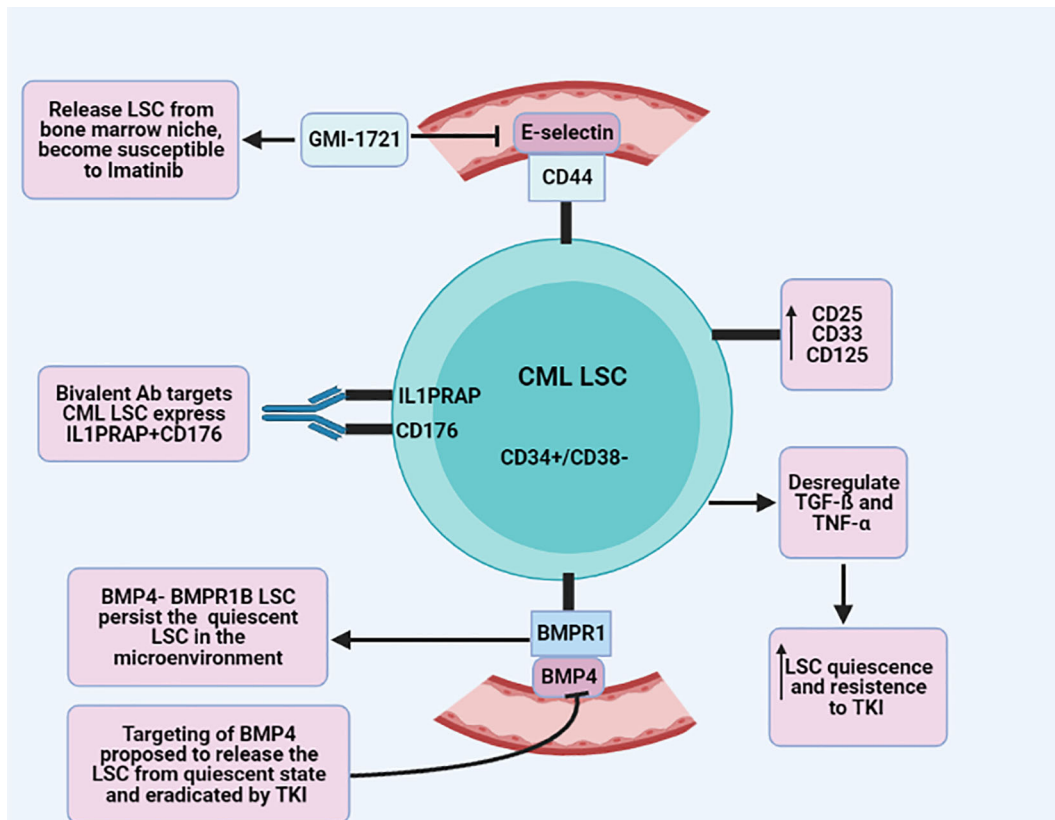 Release LSC from
bone marrow niche,
become susceptible
to Imatinib
GMI-1721
E-selectin
CD44
CD25
CD33
CD125
CML LSC
CD34+/CD38-
IL1PRAP
CD176
Bivalent Ab targets
CML LSC express
IL1PRAP+CD176
Desregulate
TGF-ß and
TNF-α
LSC quiescence
and resistence
to TKI
BMP4- BMPR1B LSC
persist the quiescent
LSC in the
microenvironment
BMPR1
BMP4
Targeting of BMP4
proposed to release the
LSC from quiescent state
and eradicated by TKI